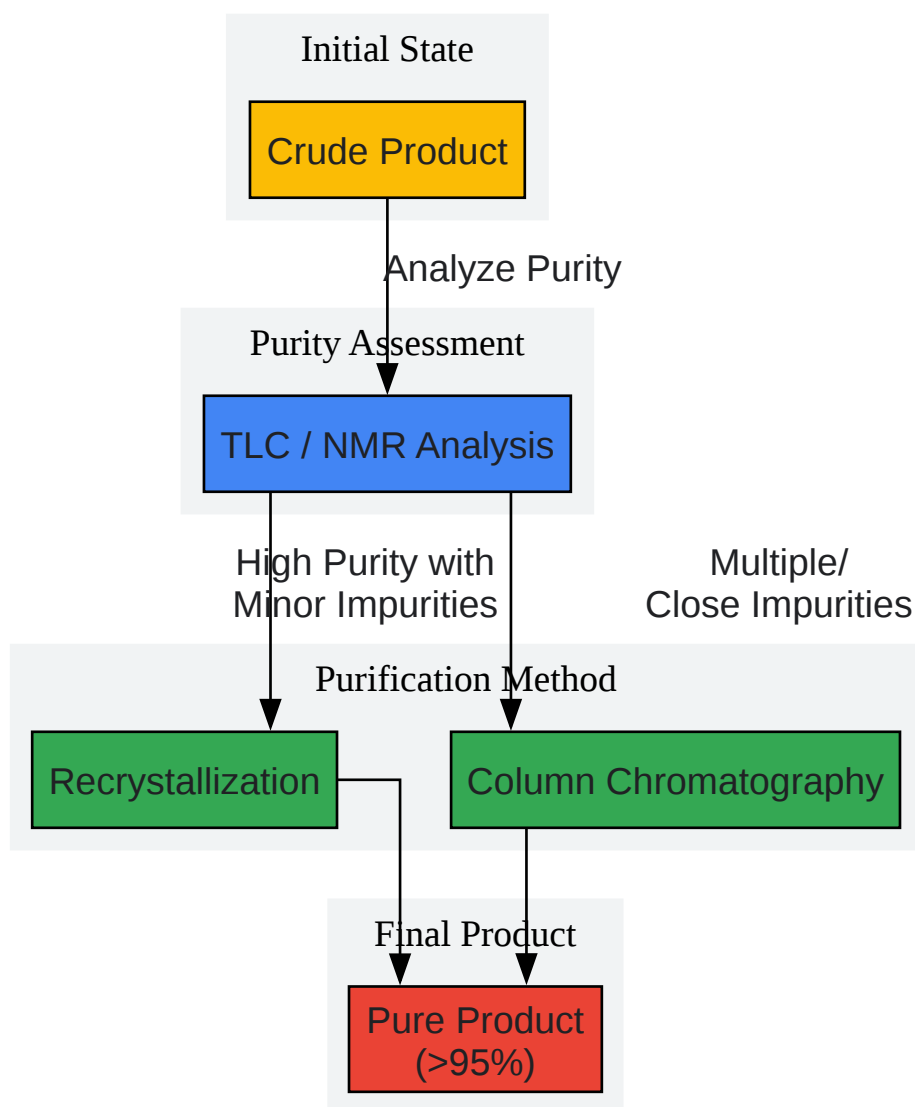 Initial State
Crude Product
Analyze Purity
Purity Assessment
TLC / NMR Analysis
High Purity with
Minor Impurities
Multiple/
Close Impurities
Purification Method
Recrystallization
Column Chromatography
Final Product
Pure Product
(>95%)